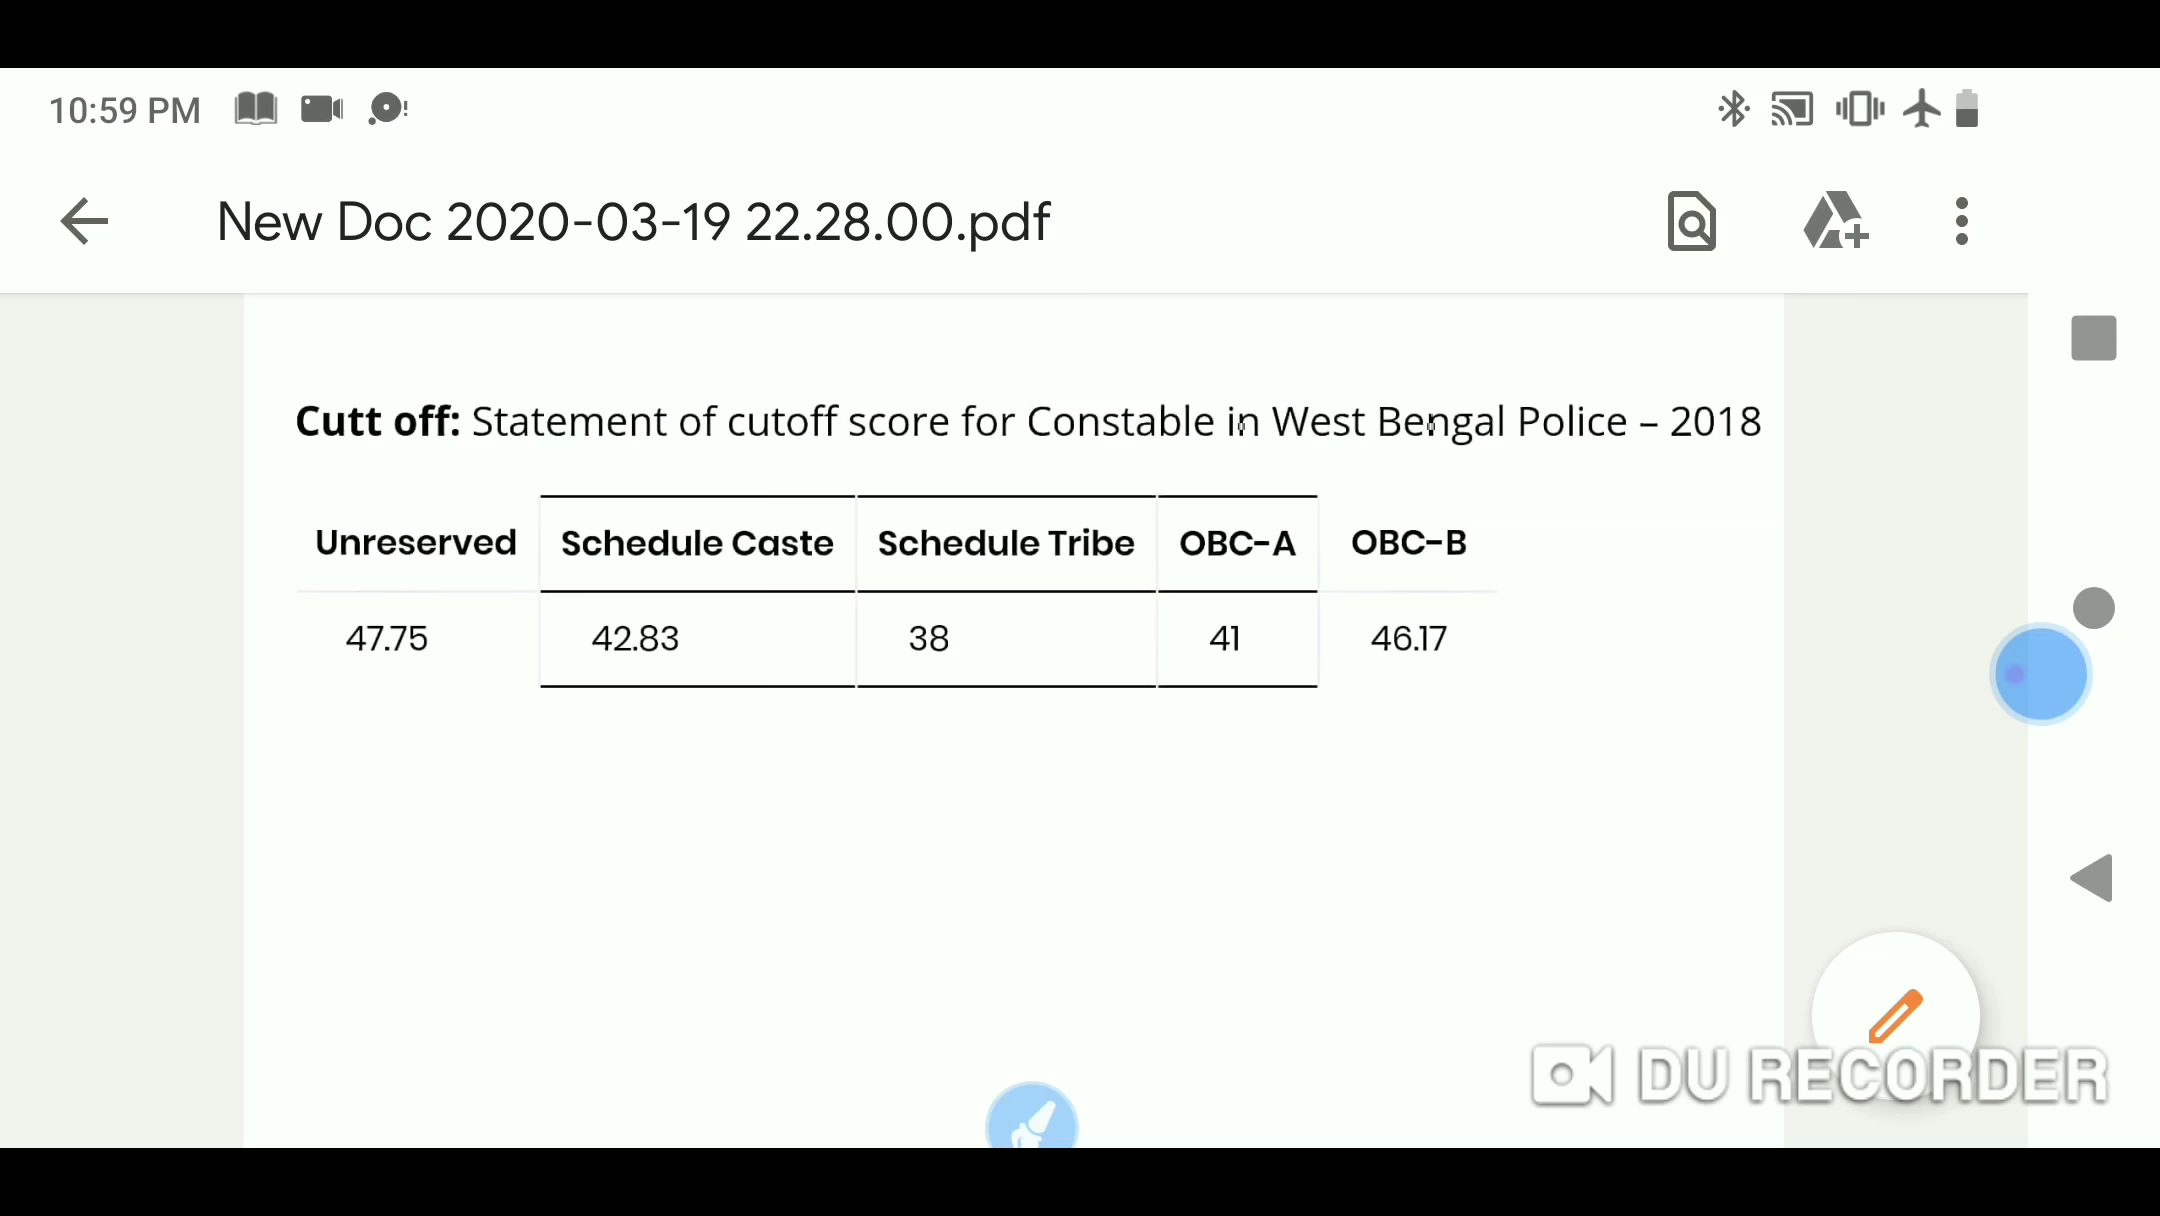 10:59 PM
New Doc 2020-03-19 22.28.00.pdf
Cutt off: Statement of cutoff score for Constable in West Bengal Police – 2018
Unreserved Schedule Caste Schedule Tribe OBC-A OBC-B
47.75 42.83 38 41 46.17
DU RECORDER